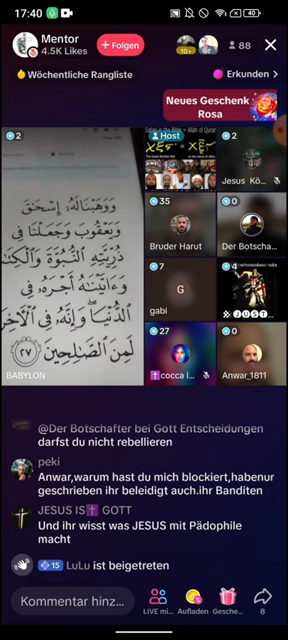 17:40
40
Mentor
4.5K Likes
+ Folgen
10+
88
Wöchentliche Rangliste
Erkunden >
Neues Geschenk
Rosa
2
Host
2
Jesus Kö...
35
Bruder Harut
0
Der Botscha...
7
G
gabi
4
JUST...
27
cocca l...
0
Anwar_1811
وَوَهَبْنَا لَهُۥٓ إِسْحَٰقَ
وَيَعْقُوبَ وَجَعَلْنَا فِى
ذُرِّيَّتِهِ ٱلنُّبُوَّةَ وَٱلْكِتَٰ
وَءَاتَيْنَٰهُ أَجْرَهُۥ فِى
ٱلدُّنْيَا ۖ وَإِنَّهُۥ فِى ٱلْءَاخِر
لَمِنَ ٱلصَّٰلِحِينَ ٢٧
BABYLON
@Der Botschafter bei Gott Entscheidungen
darfst du nicht rebellieren
peki
Anwar,warum hast du mich blockiert,habenur
geschrieben ihr beleidigt auch.ihr Banditen
JESUS IS✝️ GOTT
Und ihr wisst was JESUS mit Pädophile
macht
15 LuLu ist beigetreten
Kommentar hinz...
LIVE mi...
Aufladen
Gesche...
8